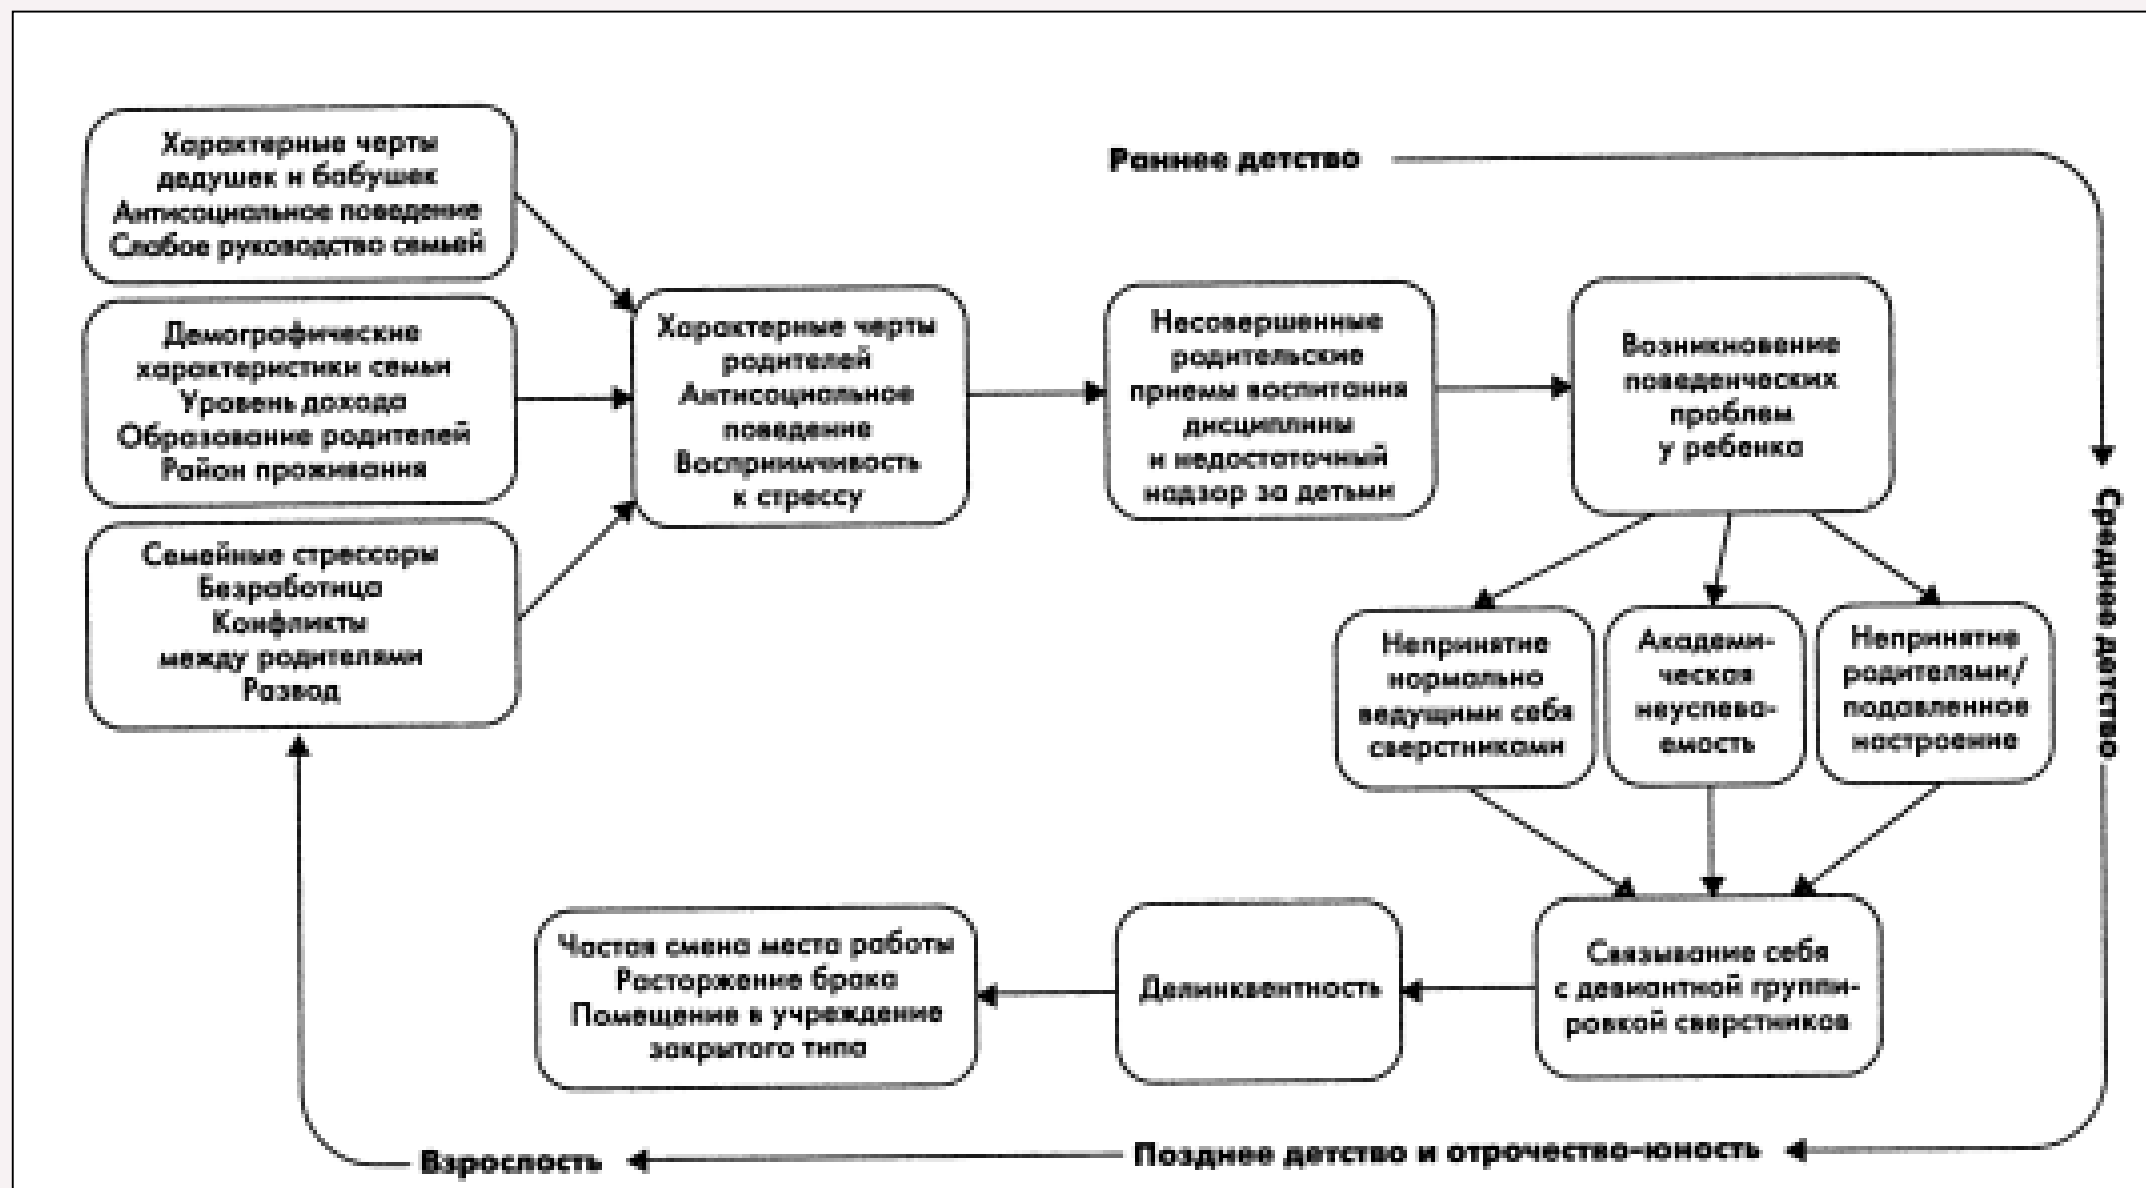 Характерные черты
дедушек и бабушек
Антисоциальное поведение
Слабое руководство семьей
Раннее детство
Демографические
характеристики семьи
Уровень дохода
Образование родителей
Район проживания
Характерные черты
родителей
Антисоциальное
поведение
Восприимчивость
к стрессу
Несовершенные
родительские
приемы воспитания
дисциплины
и недостаточный
надзор за детьми
Возникновение
поведенческих
проблем
у ребенка
Среднее детство
Семейные стрессоры
Безработица
Конфликты
между родителями
Развод
Непринятие
нормально
ведущими себя
сверстниками
Академи-
ческая
неуспева-
емость
Непринятие
родителями/
подавленное
настроение
Частая смена места работы
Расторжение брака
Помещение в учреждение
закрытого типа
Делинквентность
Связывание себя
с девиантной группи-
ровкой сверстников
Взрослость
Позднее детство и отрочество-юность